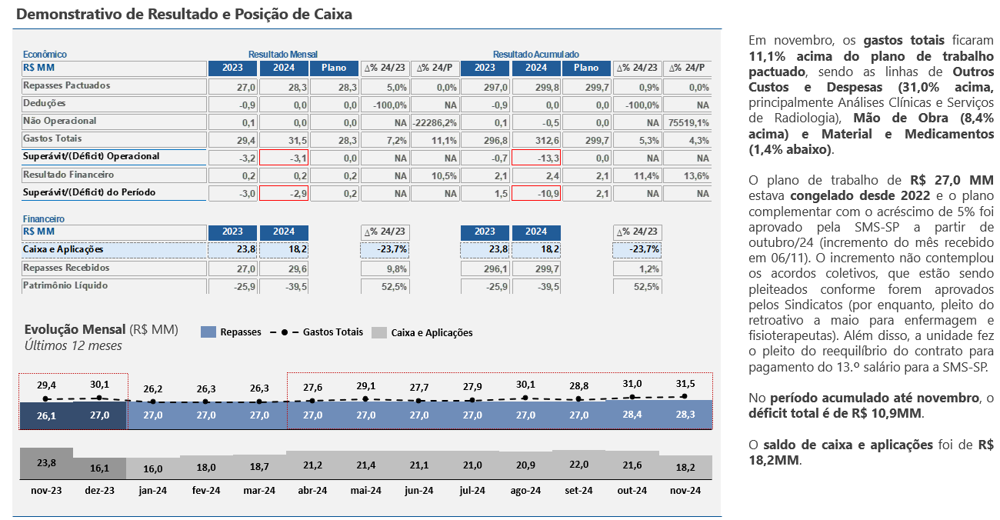 Demonstrativo de Resultado e Posição de Caixa
Econômico Resultado Mensal Resultado Acumulado
R$ MM 2023 2024 Plano Δ% 24/23 Δ% 24/P 2023 2024 Plano Δ% 24/23 Δ% 24/P
Repasses Pactuados 27,0 28,3 28,3 5,0% 0,0% 297,0 299,8 299,7 0,9% 0,0%
Deduções -0,9 0,0 0,0 -100,0% NA -0,9 0,0 0,0 -100,0% NA
Não Operacional 0,1 0,0 0,0 NA -22286,2% 0,1 -0,5 0,0 NA 75519,1%
Gastos Totais 29,4 31,5 28,3 7,2% 11,1% 296,8 312,6 299,7 5,3% 4,3%
Superávit/(Déficit) Operacional -3,2 -3,1 0,0 NA NA -0,7 -13,3 0,0 NA NA
Resultado Financeiro 0,2 0,2 0,2 NA 10,5% 2,1 2,4 2,1 11,4% 13,6%
Superávit/(Déficit) do Período -3,0 -2,9 0,2 NA NA 1,5 -10,9 2,1 NA NA
Financeiro
R$ MM 2023 2024 Δ% 24/23 2023 2024 Δ% 24/23
Caixa e Aplicações 23,8 18,2 -23,7% 23,8 18,2 -23,7%
Repasses Recebidos 27,0 29,6 9,8% 296,1 299,7 1,2%
Patrimônio Líquido -25,9 -39,5 52,5% -25,9 -39,5 52,5%
Evolução Mensal (R$ MM) Repasses Gastos Totais Caixa e Aplicações
Últimos 12 meses
29,4 30,1 26,2 26,3 26,3 27,6 29,1 27,7 27,9 30,1 28,8 31,0 31,5
26,1 27,0 27,0 27,0 27,0 27,0 27,0 27,0 27,0 27,0 27,0 28,4 28,3
23,8 16,1 16,0 18,0 18,7 21,2 21,4 21,1 21,0 20,9 22,0 21,6 18,2
nov-23 dez-23 jan-24 fev-24 mar-24 abr-24 mai-24 jun-24 jul-24 ago-24 set-24 out-24 nov-24
Em novembro, os gastos totais ficaram
11,1% acima do plano de trabalho
pactuado, sendo as linhas de Outros
Custos e Despesas (31,0% acima,
principalmente Análises Clínicas e Serviços
de Radiologia), Mão de Obra (8,4%
acima) e Material e Medicamentos
(1,4% abaixo).
O plano de trabalho de R$ 27,0 MM
estava congelado desde 2022 e o plano
complementar com o acréscimo de 5% foi
aprovado pela SMS-SP a partir de
outubro/24 (incremento do mês recebido
em 06/11). O incremento não contemplou
os acordos coletivos, que estão sendo
pleiteados conforme forem aprovados
pelos Sindicatos (por enquanto, pleito do
retroativo a maio para enfermagem e
fisioterapeutas). Além disso, a unidade fez
o pleito do reequilíbrio do contrato para
pagamento do 13.º salário para a SMS-SP.
No período acumulado até novembro, o
déficit total é de R$ 10,9MM.
O saldo de caixa e aplicações foi de R$
18,2MM.